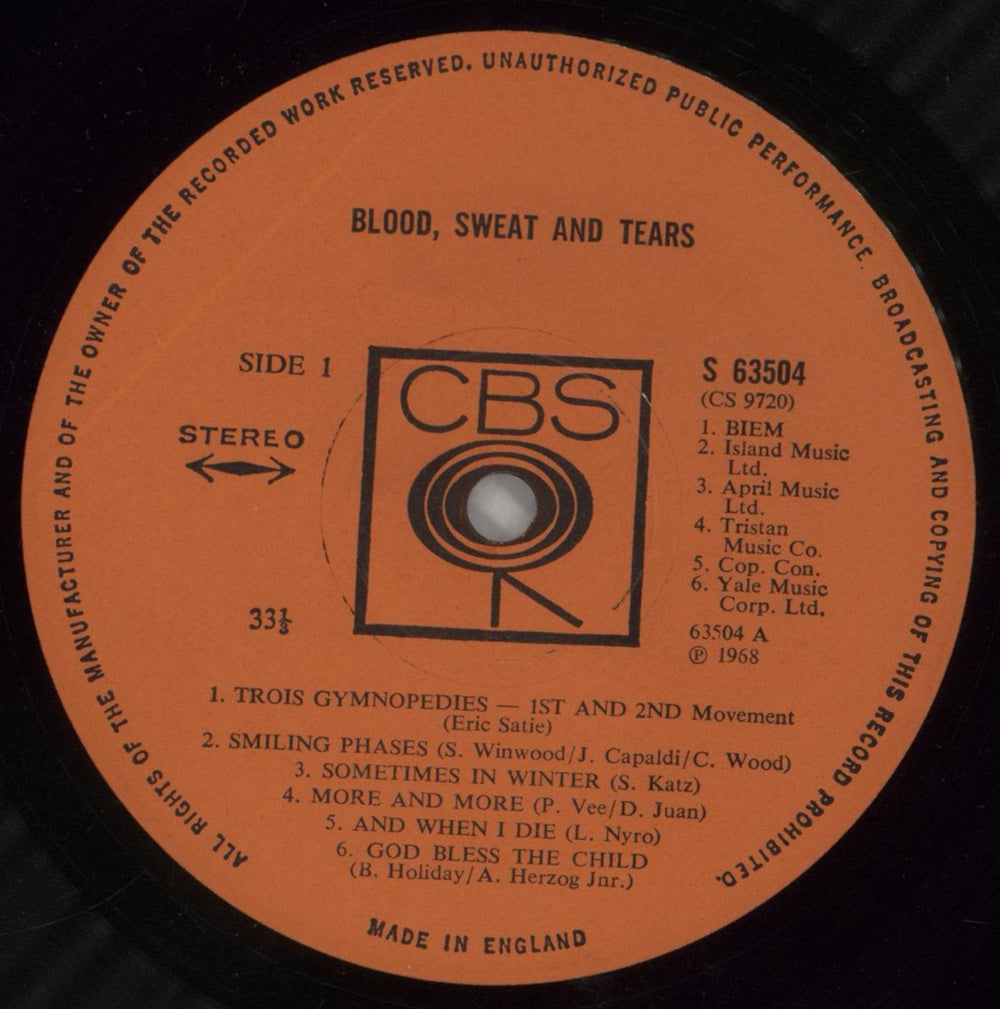 ALL RIGHTS OF THE MANUFACTURER AND OF THE OWNER OF THE RECORDED WORK RESERVED. UNAUTHORIZED PUBLIC PERFORMANCE. BROADCASTING AND COPYING OF THIS RECORD PROHIBITED.
BLOOD, SWEAT AND TEARS
SIDE 1
STEREO
33⅓
CBS
S 63504
(CS 9720)
1. BIEM
2. Island Music
Ltd.
3. April Music
Ltd.
4. Tristan
Music Co.
5. Cop. Con.
6. Yale Music
Corp. Ltd.
63504 A
℗ 1968
1. TROIS GYMNOPEDIES — 1ST AND 2ND Movement
(Eric Satie)
2. SMILING PHASES (S. Winwood/J. Capaldi/C. Wood)
3. SOMETIMES IN WINTER (S. Katz)
4. MORE AND MORE (P. Vee/D. Juan)
5. AND WHEN I DIE (L. Nyro)
6. GOD BLESS THE CHILD
(B. Holiday/A. Herzog Jnr.)
MADE IN ENGLAND